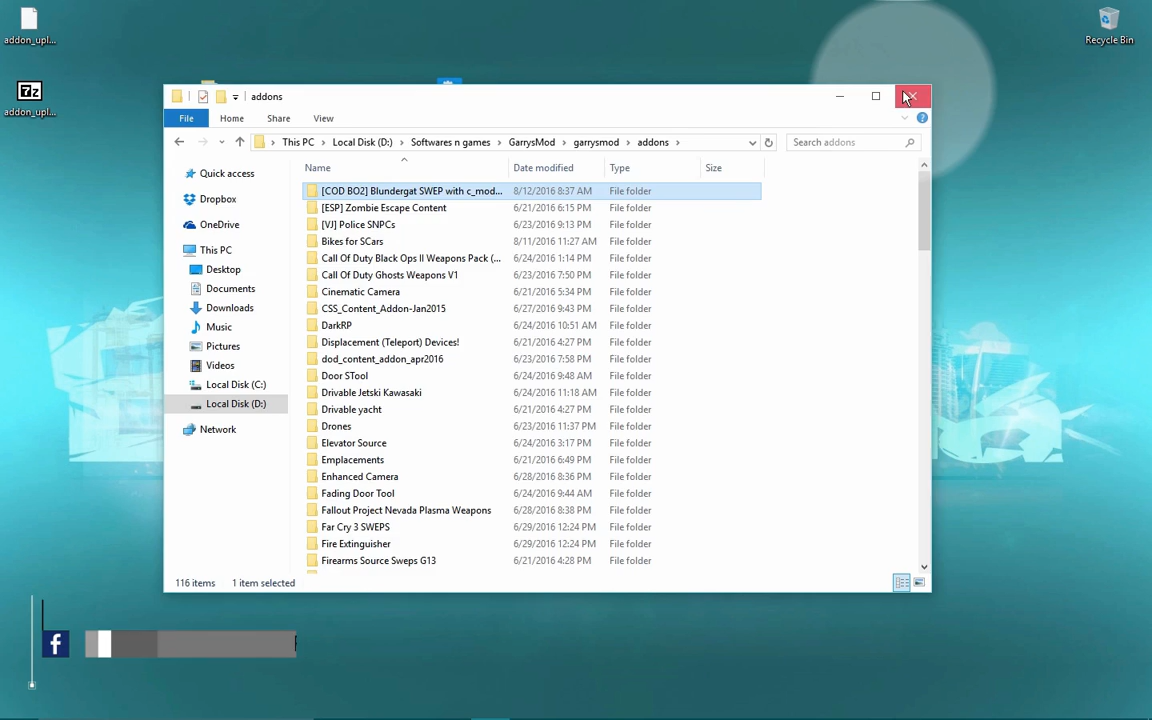 addon_upl...
Recycle Bin
7z
addon_upl...
addons
File
Home
Share
View
This PC
Local Disk (D:)
Softwares n games
GarrysMod
garrysmod
addons
Search addons
Name
Date modified
Type
Size
Quick access
Dropbox
OneDrive
This PC
Desktop
Documents
Downloads
Music
Pictures
Videos
Local Disk (C:)
Local Disk (D:)
Network
[COD BO2] Blundergat SWEP with c_mod... 8/12/2016 8:37 AM File folder
[ESP] Zombie Escape Content 6/21/2016 6:15 PM File folder
[VJ] Police SNPCs 6/23/2016 9:13 PM File folder
Bikes for SCars 8/11/2016 11:27 AM File folder
Call Of Duty Black Ops II Weapons Pack (... 6/24/2016 1:14 PM File folder
Call Of Duty Ghosts Weapons V1 6/23/2016 7:50 PM File folder
Cinematic Camera 6/21/2016 5:34 PM File folder
CSS_Content_Addon-Jan2015 6/27/2016 9:43 PM File folder
DarkRP 6/24/2016 10:51 AM File folder
Displacement (Teleport) Devices! 6/21/2016 4:27 PM File folder
dod_content_addon_apr2016 6/23/2016 7:58 PM File folder
Door STool 6/24/2016 9:48 AM File folder
Drivable Jetski Kawasaki 6/24/2016 11:18 AM File folder
Drivable yacht 6/21/2016 4:27 PM File folder
Drones 6/23/2016 11:37 PM File folder
Elevator Source 6/24/2016 3:17 PM File folder
Emplacements 6/21/2016 6:49 PM File folder
Enhanced Camera 6/28/2016 8:36 PM File folder
Fading Door Tool 6/24/2016 9:44 AM File folder
Fallout Project Nevada Plasma Weapons 6/28/2016 8:38 PM File folder
Far Cry 3 SWEPS 6/29/2016 12:24 PM File folder
Fire Extinguisher 6/29/2016 12:24 PM File folder
Firearms Source Sweps G13 6/21/2016 4:28 PM File folder
116 items
1 item selected
f